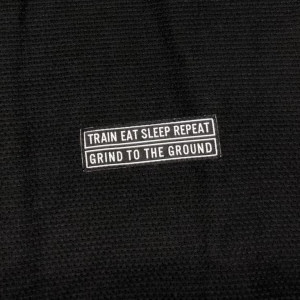 TRAIN EAT SLEEP REPEAT
GRIND TO THE GROUND